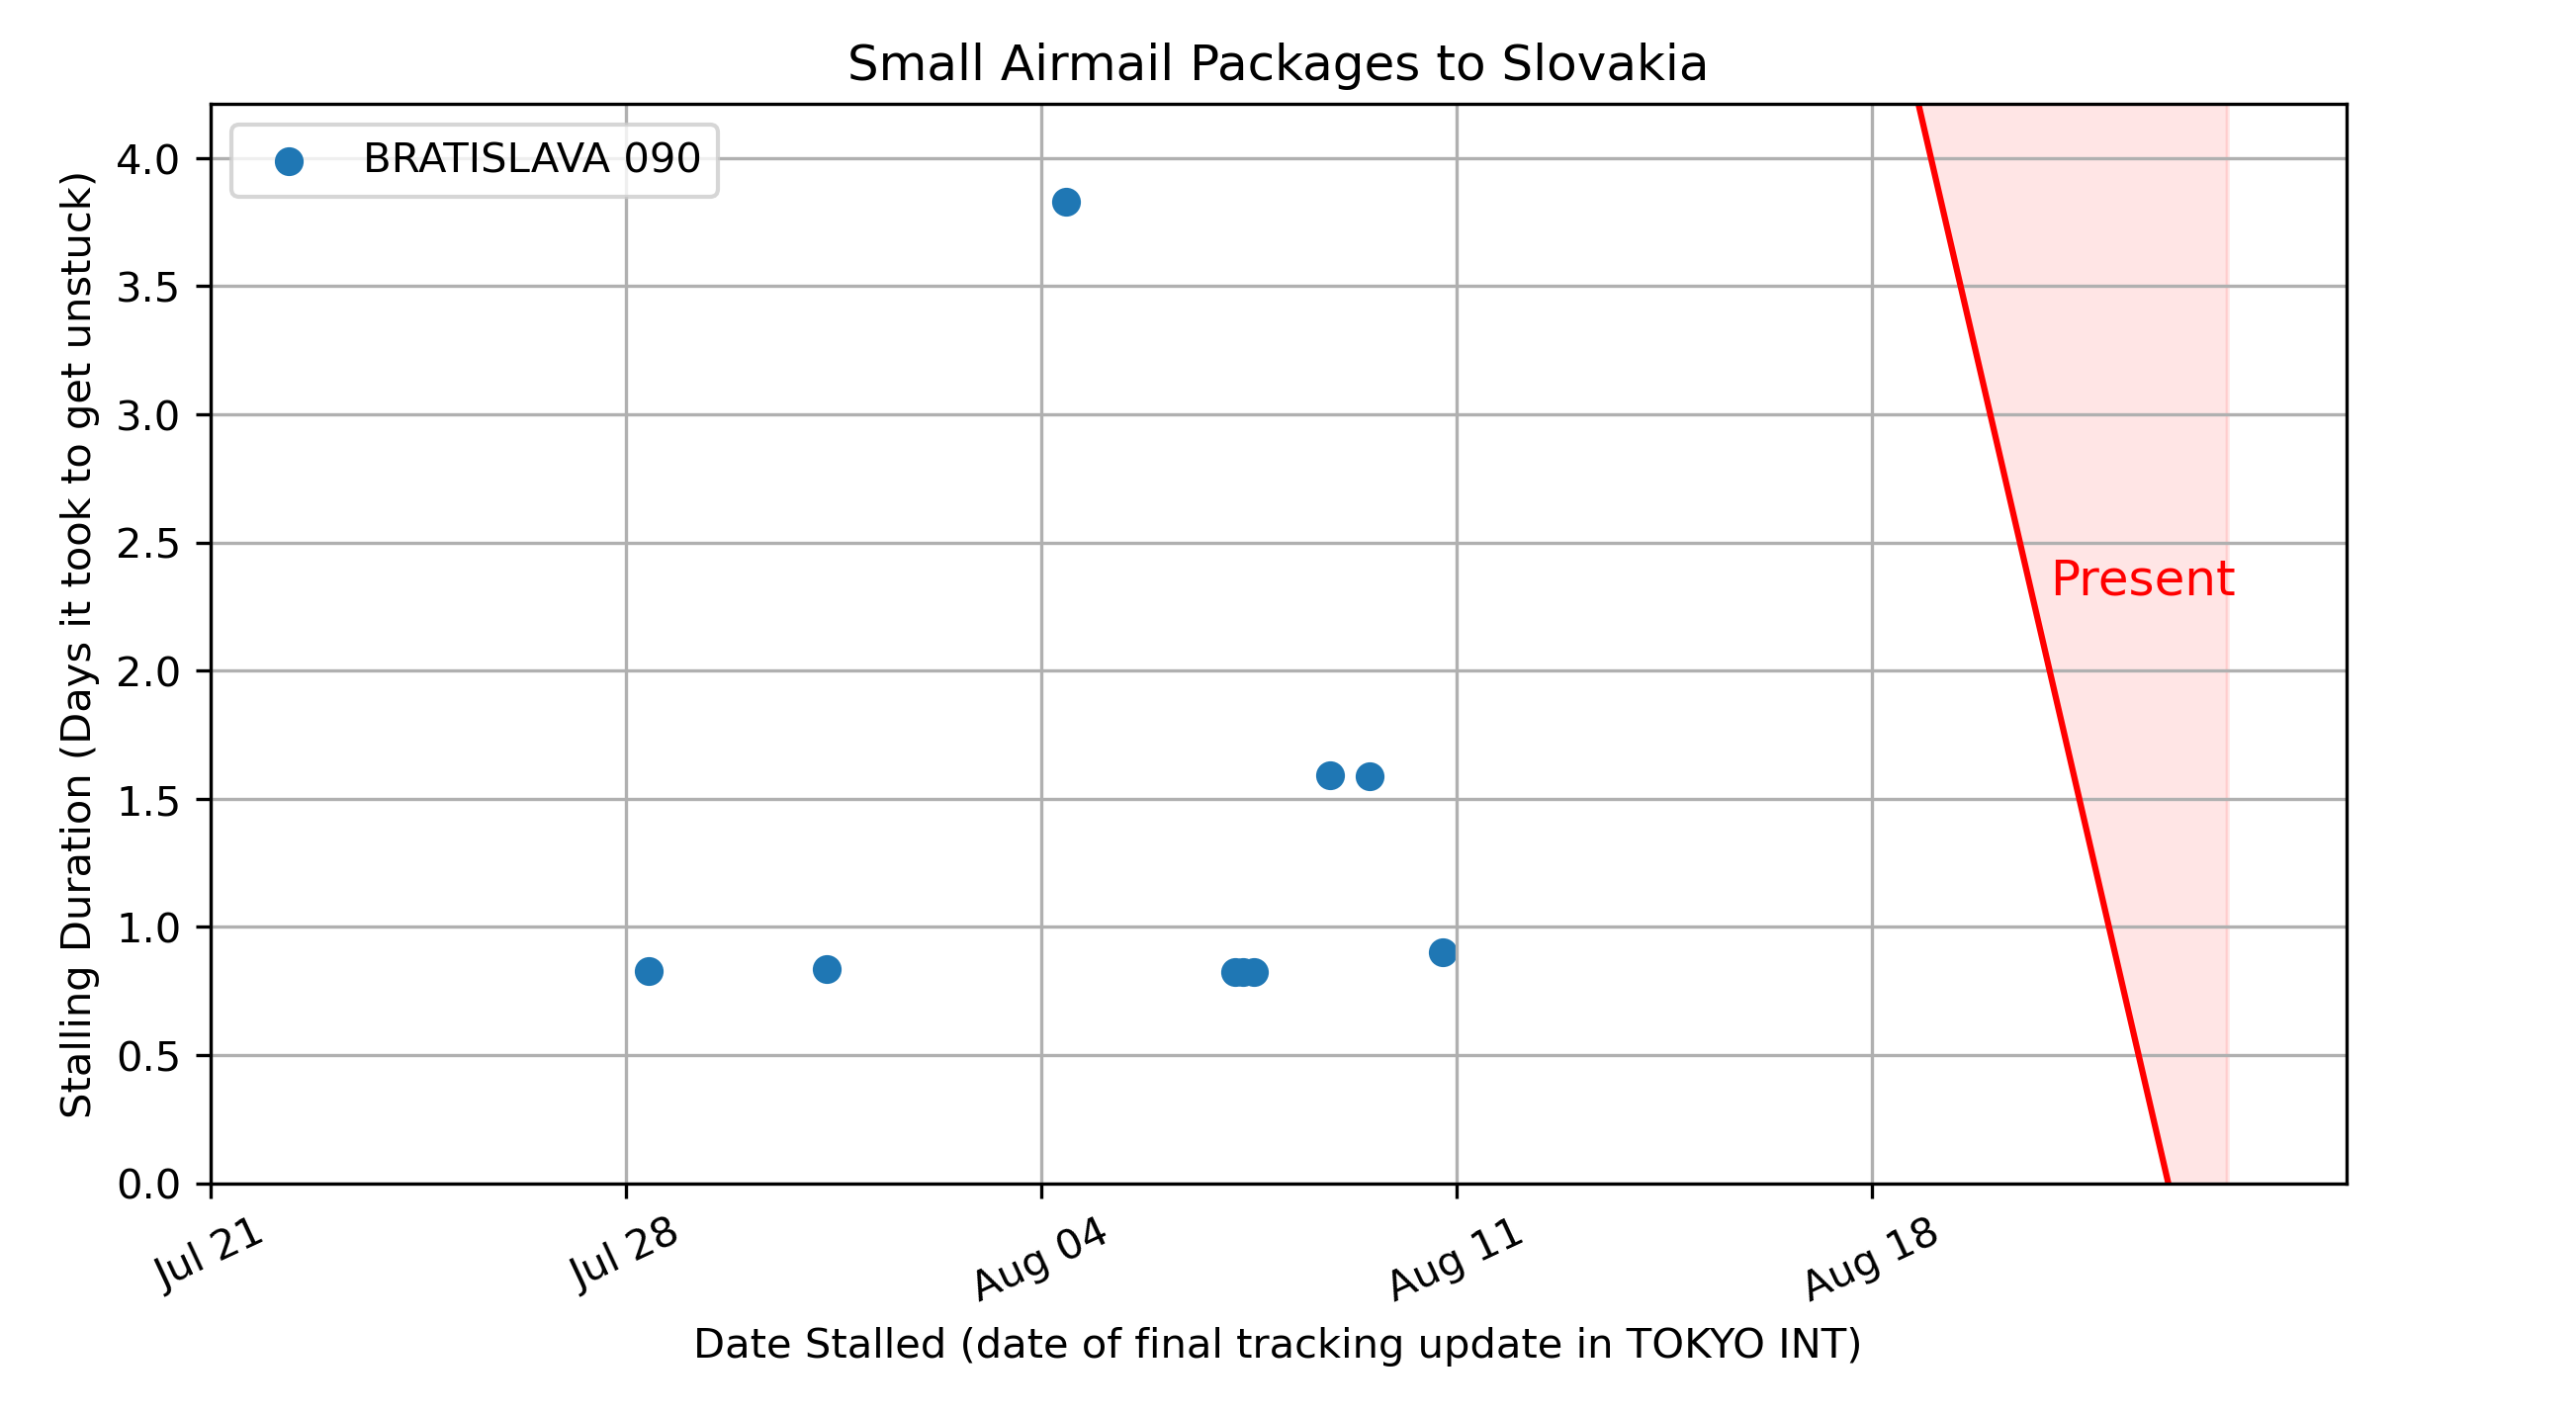 Small Airmail Packages to Slovakia
BRATISLAVA 090
Stalling Duration (Days it took to get unstuck)
4.0
3.5
3.0
2.5
2.0
1.5
1.0
0.5
0.0
Present
Jul 21
Jul 28
Aug 04
Aug 11
Aug 18
Date Stalled (date of final tracking update in TOKYO INT)